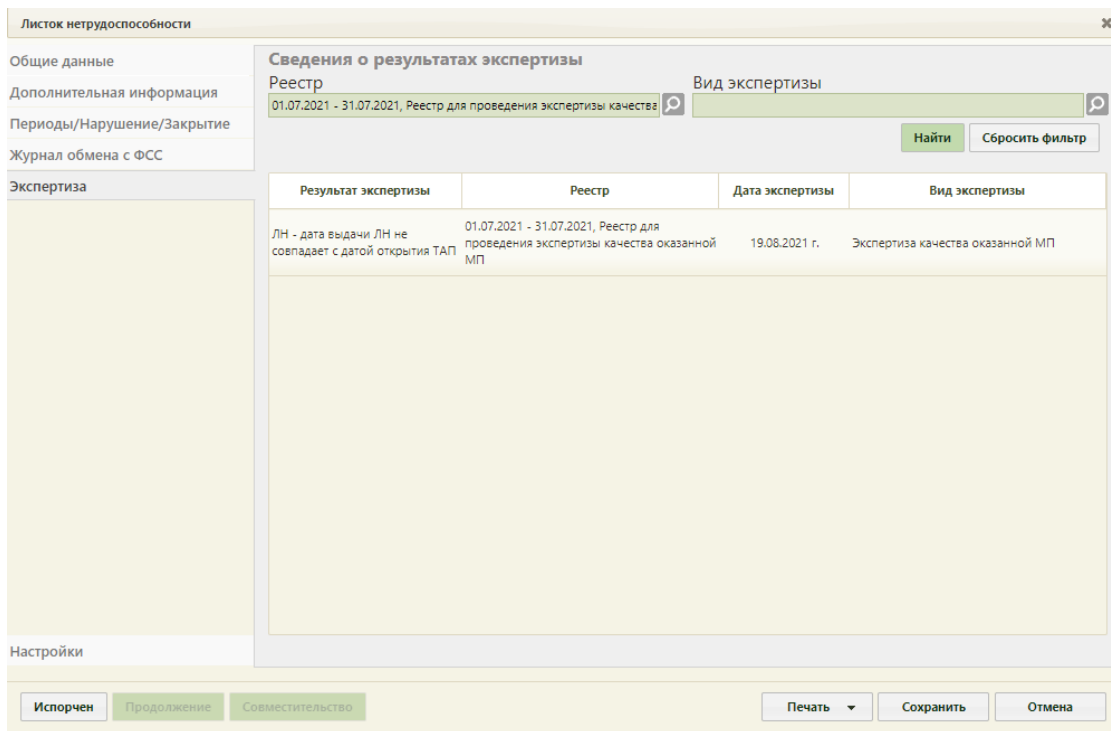 Листок нетрудоспособности
Общие данные
Дополнительная информация
Периоды/Нарушение/Закрытие
Журнал обмена с ФСС
Экспертиза
Настройки
Сведения о результатах экспертизы
Реестр
Вид экспертизы
01.07.2021 - 31.07.2021, Реестр для проведения экспертизы качества
Найти
Сбросить фильтр
Результат экспертизы
Реестр
Дата экспертизы
Вид экспертизы
ЛН - дата выдачи ЛН не
совпадает с датой открытия ТАП
01.07.2021 - 31.07.2021, Реестр для
проведения экспертизы качества оказанной
МП
19.08.2021 г.
Экспертиза качества оказанной МП
Испорчен
Продолжение
Совместительство
Печать
Сохранить
Отмена